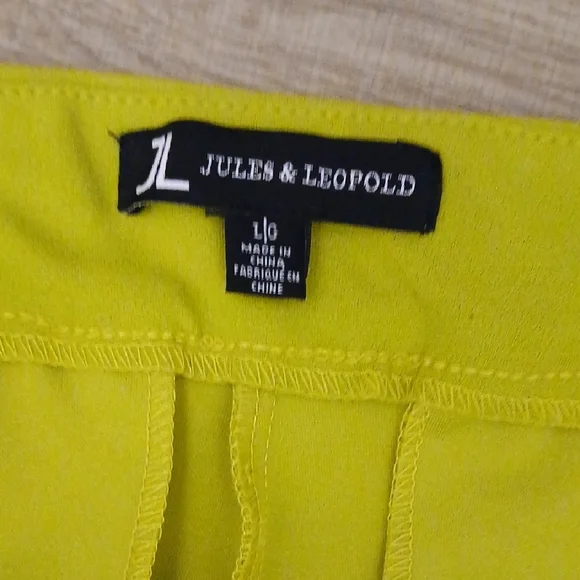 JL JULES & LEOPOLD
L|G
MADE IN
CHINA
FABRIQUE EN
CHINE